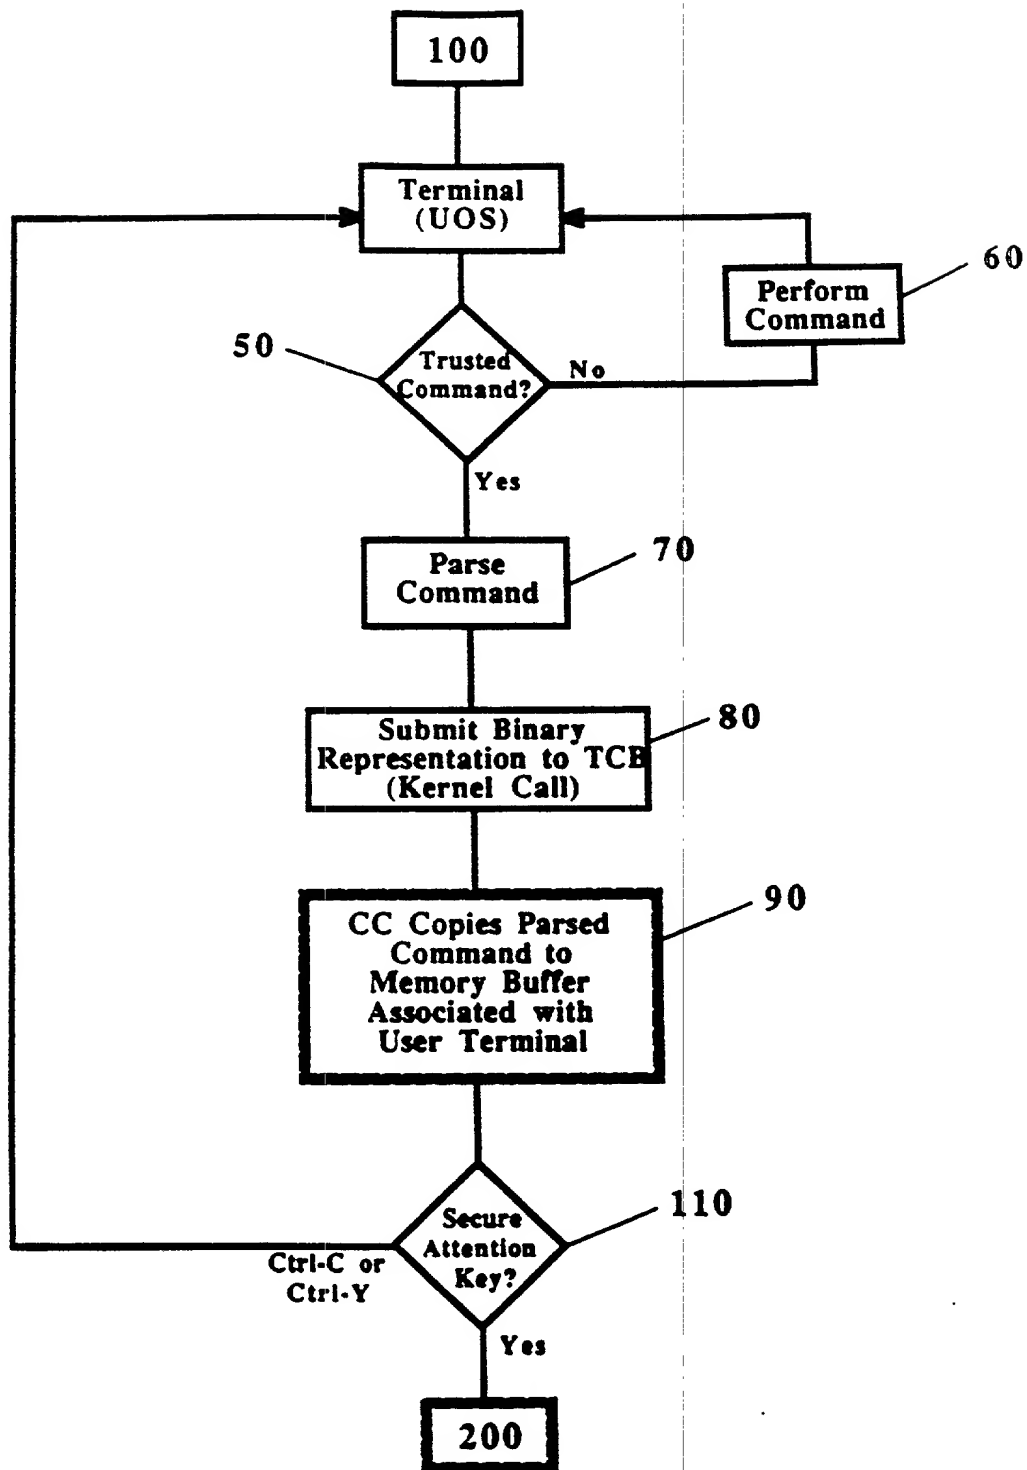 100
Terminal
(UOS)
60
Perform
Command
50
Trusted
Command?
No
Yes
70
Parse
Command
80
Submit Binary
Representation to TCB
(Kernel Call)
90
CC Copies Parsed
Command to
Memory Buffer
Associated with
User Terminal
110
Secure
Attention
Key?
Ctrl-C or
Ctrl-Y
Yes
200